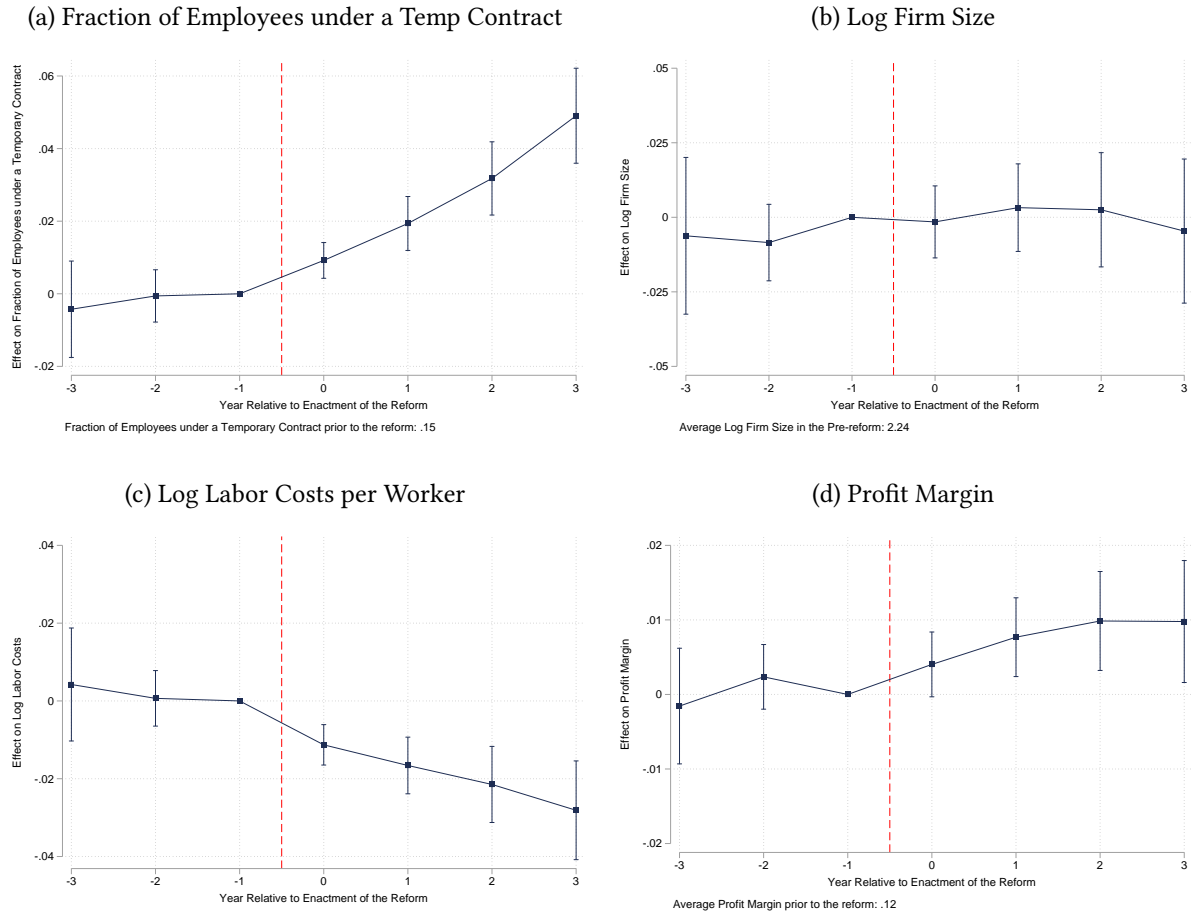 (a) Fraction of Employees under a Temp Contract
Effect on Fraction of Employees under a Temporary Contract
.06
.04
.02
0
-.02
-3 -2 -1 0 1 2 3
Year Relative to Enactment of the Reform
Fraction of Employees under a Temporary Contract prior to the reform: .15
(b) Log Firm Size
Effect on Log Firm Size
.05
.025
0
-.025
-.05
-3 -2 -1 0 1 2 3
Year Relative to Enactment of the Reform
Average Log Firm Size in the Pre-reform: 2.24
(c) Log Labor Costs per Worker
Effect on Log Labor Costs
.04
.02
0
-.02
-.04
-3 -2 -1 0 1 2 3
Year Relative to Enactment of the Reform
(d) Profit Margin
Effect on Profit Margin
.02
.01
0
-.01
-.02
-3 -2 -1 0 1 2 3
Year Relative to Enactment of the Reform
Average Profit Margin prior to the reform: .12